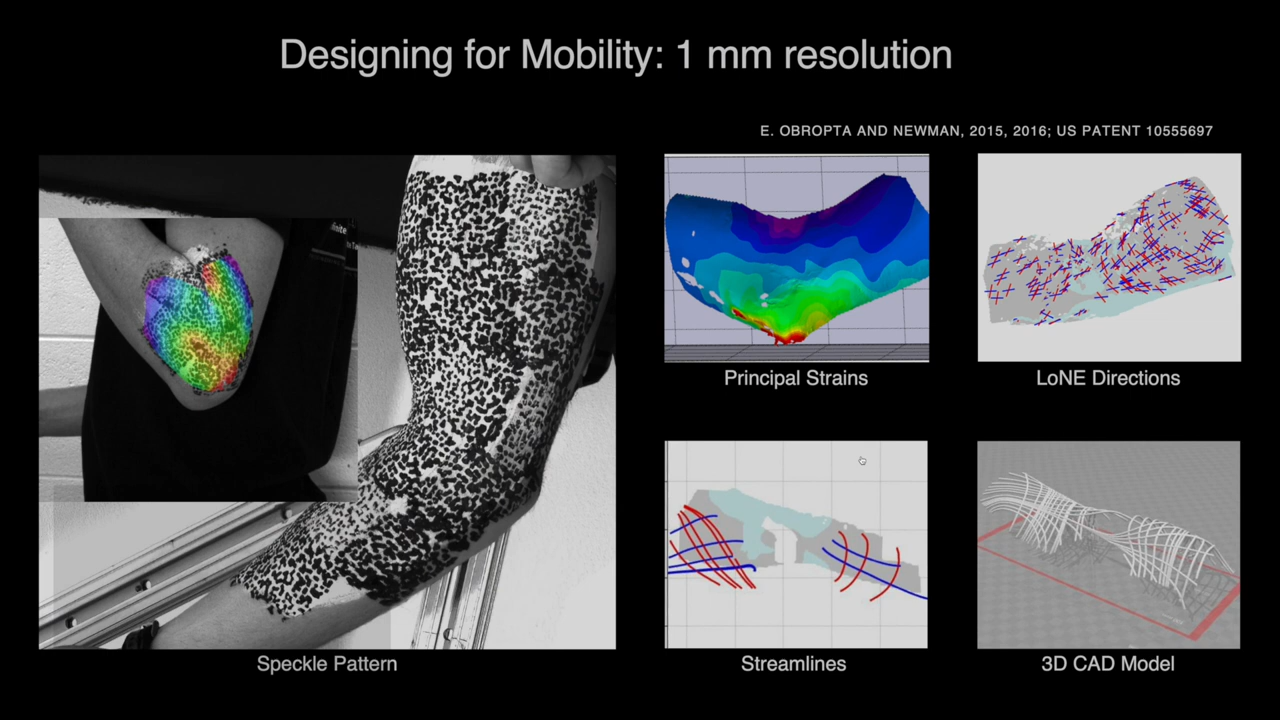 Designing for Mobility: 1 mm resolution
E. OBROPTA AND NEWMAN, 2015, 2016; US PATENT 10555697
Principal Strains
LoNE Directions
Speckle Pattern
Streamlines
3D CAD Model